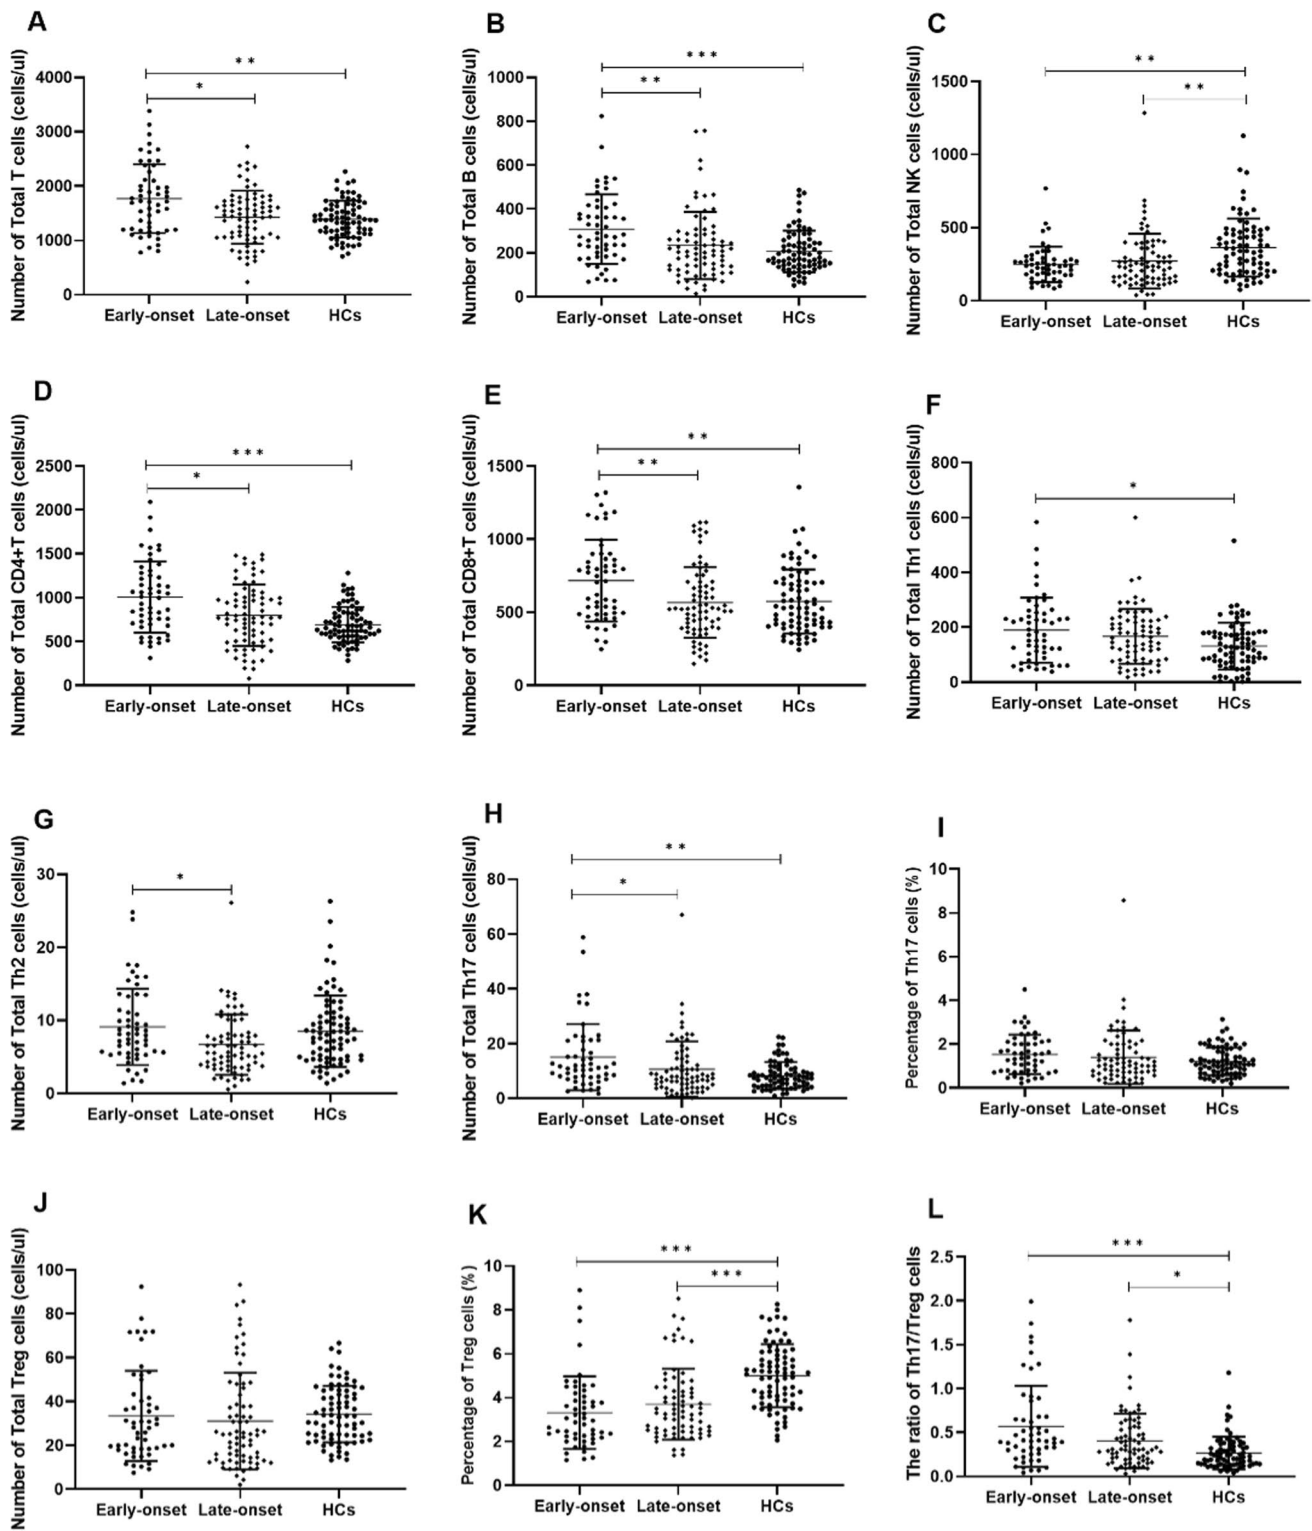 A
Number of Total T cells (cells/ul)
4000
3000
2000
1000
0
* *
*
Early-onset Late-onset HCs
B
Number of Total B cells (cells/ul)
1000
800
600
400
200
0
* * *
* *
Early-onset Late-onset HCs
C
Number of Total NK cells (cells/ul)
1500
1000
500
0
* *
* *
Early-onset Late-onset HCs
D
Number of Total CD4+T cells (cells/ul)
2500
2000
1500
1000
500
0
* * *
*
Early-onset Late-onset HCs
E
Number of Total CD8+T cells (cells/ul)
1500
1000
500
0
* *
* *
Early-onset Late-onset HCs
F
Number of Total Th1 cells (cells/ul)
800
600
400
200
0
*
Early-onset Late-onset HCs
G
Number of Total Th2 cells (cells/ul)
30
20
10
0
*
Early-onset Late-onset HCs
H
Number of Total Th17 cells (cells/ul)
80
60
40
20
0
* *
*
Early-onset Late-onset HCs
I
Percentage of Th17 cells (%)
10
8
6
4
2
0
Early-onset Late-onset HCs
J
Number of Total Treg cells (cells/ul)
100
80
60
40
20
0
Early-onset Late-onset HCs
K
Percentage of Treg cells (%)
10
8
6
4
2
0
* * *
* * *
Early-onset Late-onset HCs
L
The ratio of Th17/Treg cells
2.5
2.0
1.5
1.0
0.5
0.0
* * *
*
Early-onset Late-onset HCs